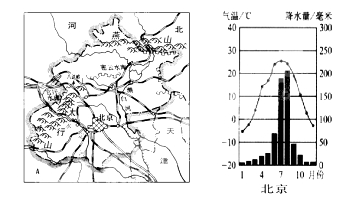 河
北
燕
山
密云水库
北京
太
行
山
天
津
A
气温/℃ 降水量/毫米
40 300
30 250
20 200
10 150
0 100
-10 50
-20 0
1 4 7 10 月份
北京